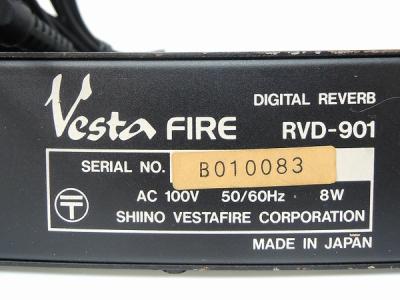 DIGITAL REVERB
Vesta FIRE RVD-901
SERIAL NO. B010083
AC 100V 50/60Hz 8W
SHIINO VESTAFIRE CORPORATION
MADE IN JAPAN